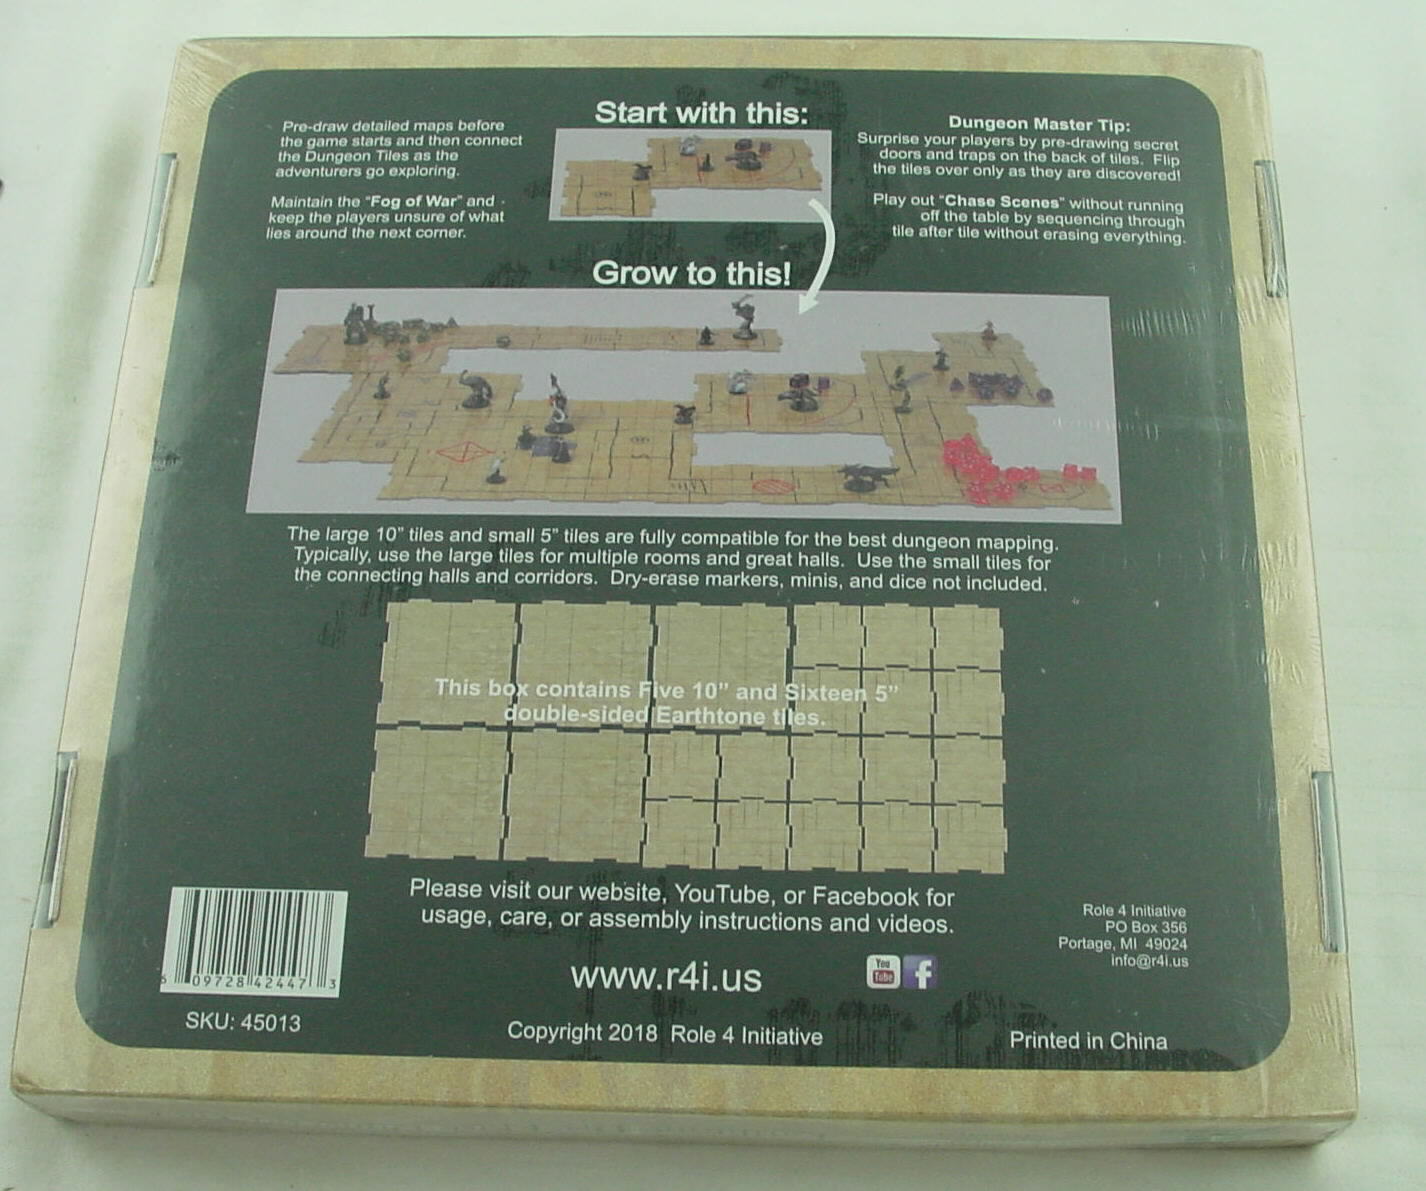 Pre-draw detailed maps before
the game starts and then connect
the Dungeon Tiles as the
adventurers go exploring.
Maintain the "Fog of War" and
keep the players unsure of what
lies around the next corner.
Start with this:
Dungeon Master Tip:
Surprise your players by pre-drawing secret
doors and traps on the back of tiles. Flip
the tiles over only as they are discovered!
Play out "Chase Scenes" without running
off the table by sequencing through
tile after tile without erasing everything.
Grow to this!
The large 10" tiles and small 5" tiles are fully compatible for the best dungeon mapping.
Typically, use the large tiles for multiple rooms and great halls. Use the small tiles for
the connecting halls and corridors. Dry-erase markers, minis, and dice not included.
This box contains Five 10" and Sixteen 5"
double-sided Earthtone tiles.
Please visit our website, YouTube, or Facebook for
usage, care, or assembly instructions and videos.
www.r4i.us
You
Tube
f
6 09728 42447 3
SKU: 45013
Copyright 2018 Role 4 Initiative
Role 4 Initiative
PO Box 356
Portage, MI 49024
info@r4i.us
Printed in China